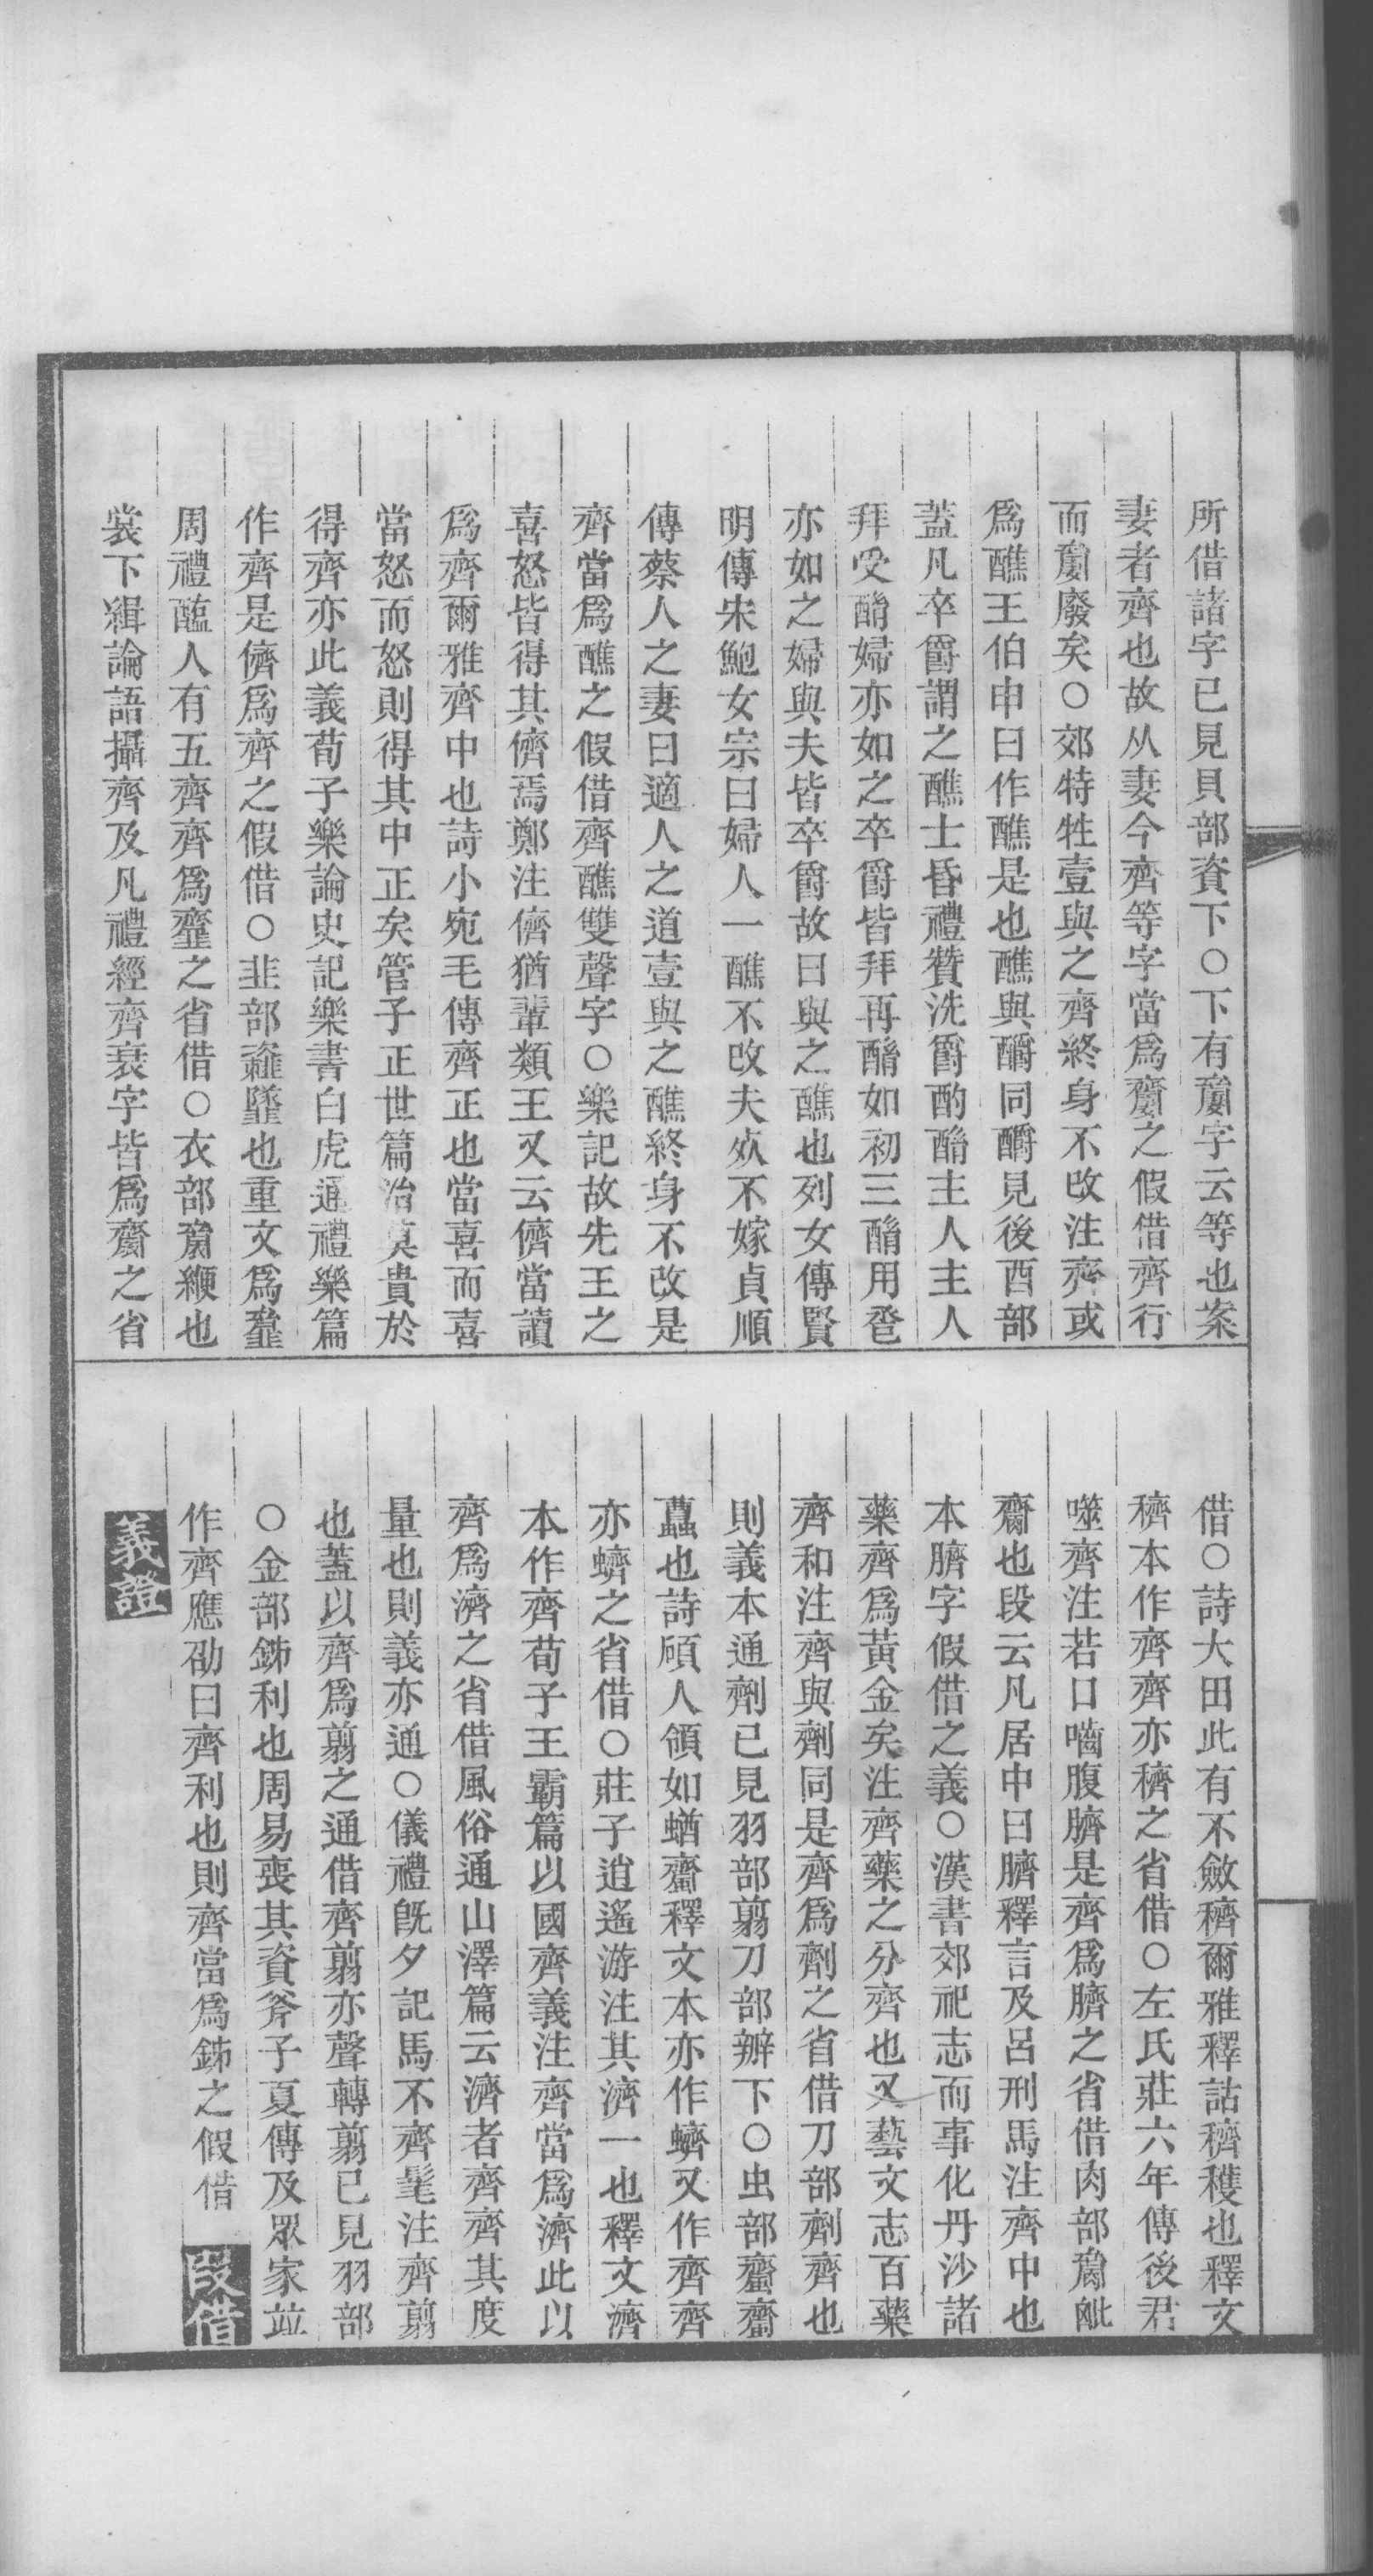 所借諸字已見貝部資下○下有齌字云等也案
妻者齊也故从妻今齊等字當爲齌之假借齊行
而齌廢矣○郊特牲壹與之齊終身不改注齊或
爲醮王伯申曰作醮是也醮與釂同釂見後酉部
蓋凡卒爵謂之醮士昏禮贊洗爵酌酳主人主人
拜受酳婦亦如之卒爵皆拜再酳如初三酳用巹
亦如之婦與夫皆卒爵故曰與之醮也列女傳賢
明傳宋鮑女宗曰婦人一醮不改夫死不嫁貞順
傳蔡人之妻曰適人之道壹與之醮終身不改是
齊當爲醮之假借齊醮雙聲字○樂記故先王之
喜怒皆得其儕焉鄭注儕猶輩類王又云儕當讀
爲齊爾雅齊中也詩小宛毛傳齊正也當喜而喜
當怒而怒則得其中正矣管子正世篇治莫貴於
得齊亦此義荀子樂論史記樂書白虎通禮樂篇
作齊是儕爲齊之假借○韭部䪢墜也重文爲齏
周禮醢人有五齊齊爲齏之省借○衣部齎緶也
裳下緝論語攝齊及凡禮經齊衰字皆爲齎之省
借○詩大田此有不斂穧爾雅釋詁穧穫也釋文
穧本作齊齊亦穧之省借○左氏莊六年傳後君
噬齊注若口嚙腹臍是齊爲臍之省借肉部齎毗
齎也段云凡居中曰臍釋言及呂刑馬注齊中也
本臍字假借之義○漢書郊祀志而事化丹沙諸
藥齊爲黃金矣注齊藥之分齊也又藝文志百藥
齊和注齊與劑同是齊爲劑之省借刀部劑齊也
則義本通劑已見羽部翦刀部辧下○虫部齏齏
蠹也詩頎人領如蝤齏釋文本亦作蠐又作齊齊
亦蠐之省借○莊子逍遙游注其濟一也釋文濟
本作齊荀子王霸篇以國齊義注齊當爲濟此以
齊爲濟之省借風俗通山澤篇云濟者齊齊其度
量也則義亦通○儀禮旣夕記馬不齊髦注齊翦
也蓋以齊爲翦之通借齊翦亦聲轉翦已見羽部
○金部銻利也周易喪其資斧子夏傳及眾家竝
作齊應劭曰齊利也則齊當爲銻之假借 段借
義證